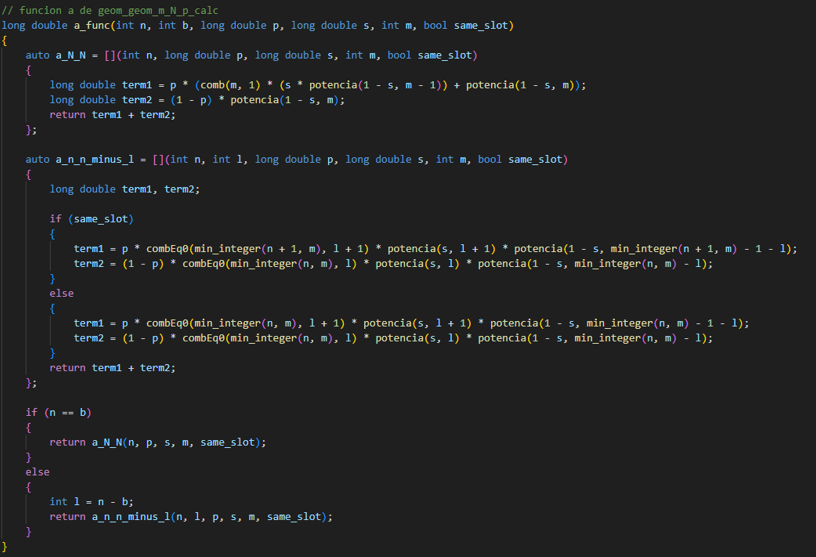 // funcion a de geom_geom_m_N_p_calc
long double a_func(int n, int b, long double p, long double s, int m, bool same_slot)
{
    auto a_N_N = [](int n, long double p, long double s, int m, bool same_slot)
    {
        long double term1 = p * (comb(m, 1) * (s * potencia(1 - s, m - 1)) + potencia(1 - s, m));
        long double term2 = (1 - p) * potencia(1 - s, m);
        return term1 + term2;
    };

    auto a_n_n_minus_l = [](int n, int l, long double p, long double s, int m, bool same_slot)
    {
        long double term1, term2;

        if (same_slot)
        {
            term1 = p * combEq0(min_integer(n + 1, m), l + 1) * potencia(s, l + 1) * potencia(1 - s, min_integer(n + 1, m) - 1 - l);
            term2 = (1 - p) * combEq0(min_integer(n, m), l) * potencia(s, l) * potencia(1 - s, min_integer(n, m) - l);
        }
        else
        {
            term1 = p * combEq0(min_integer(n, m), l + 1) * potencia(s, l + 1) * potencia(1 - s, min_integer(n, m) - 1 - l);
            term2 = (1 - p) * combEq0(min_integer(n, m), l) * potencia(s, l) * potencia(1 - s, min_integer(n, m) - l);
        }
        return term1 + term2;
    };

    if (n == b)
    {
        return a_N_N(n, p, s, m, same_slot);
    }
    else
    {
        int l = n - b;
        return a_n_n_minus_l(n, l, p, s, m, same_slot);
    }
}